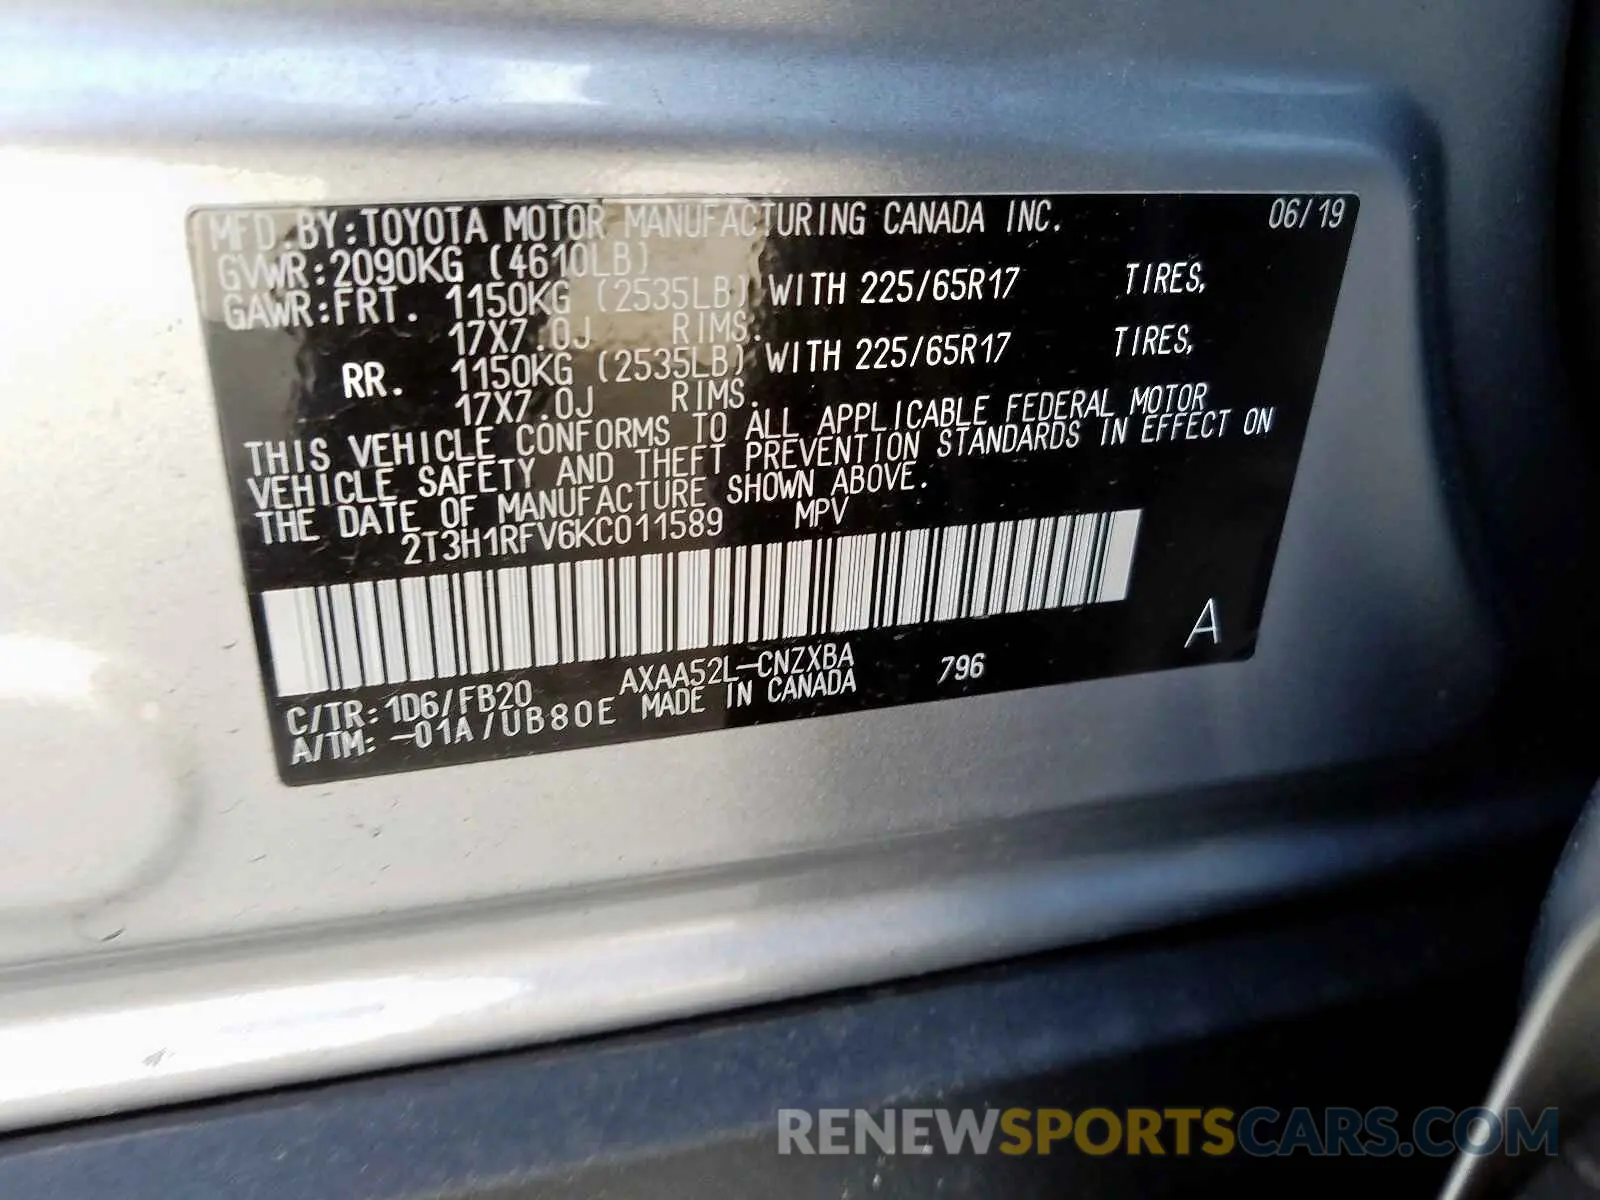 MFD.BY:TOYOTA MOTOR MANUFACTURING CANADA INC. 06/19
GVWR:2090KG (4610LB)
GAWR:FRT. 1150KG (2535LB) WITH 225/65R17 TIRES,
17X7.0J RIMS.
RR. 1150KG (2535LB) WITH 225/65R17 TIRES,
17X7.0J RIMS.
THIS VEHICLE CONFORMS TO ALL APPLICABLE FEDERAL MOTOR
VEHICLE SAFETY AND THEFT PREVENTION STANDARDS IN EFFECT ON
THE DATE OF MANUFACTURE SHOWN ABOVE.
2T3H1RFV6KC011589 MPV
A
C/TR:1D6/FB20 AXAA52L-CNZXBA 796
A/TM: -01A/UB80E MADE IN CANADA
RENEWSPORTSCARS.COM